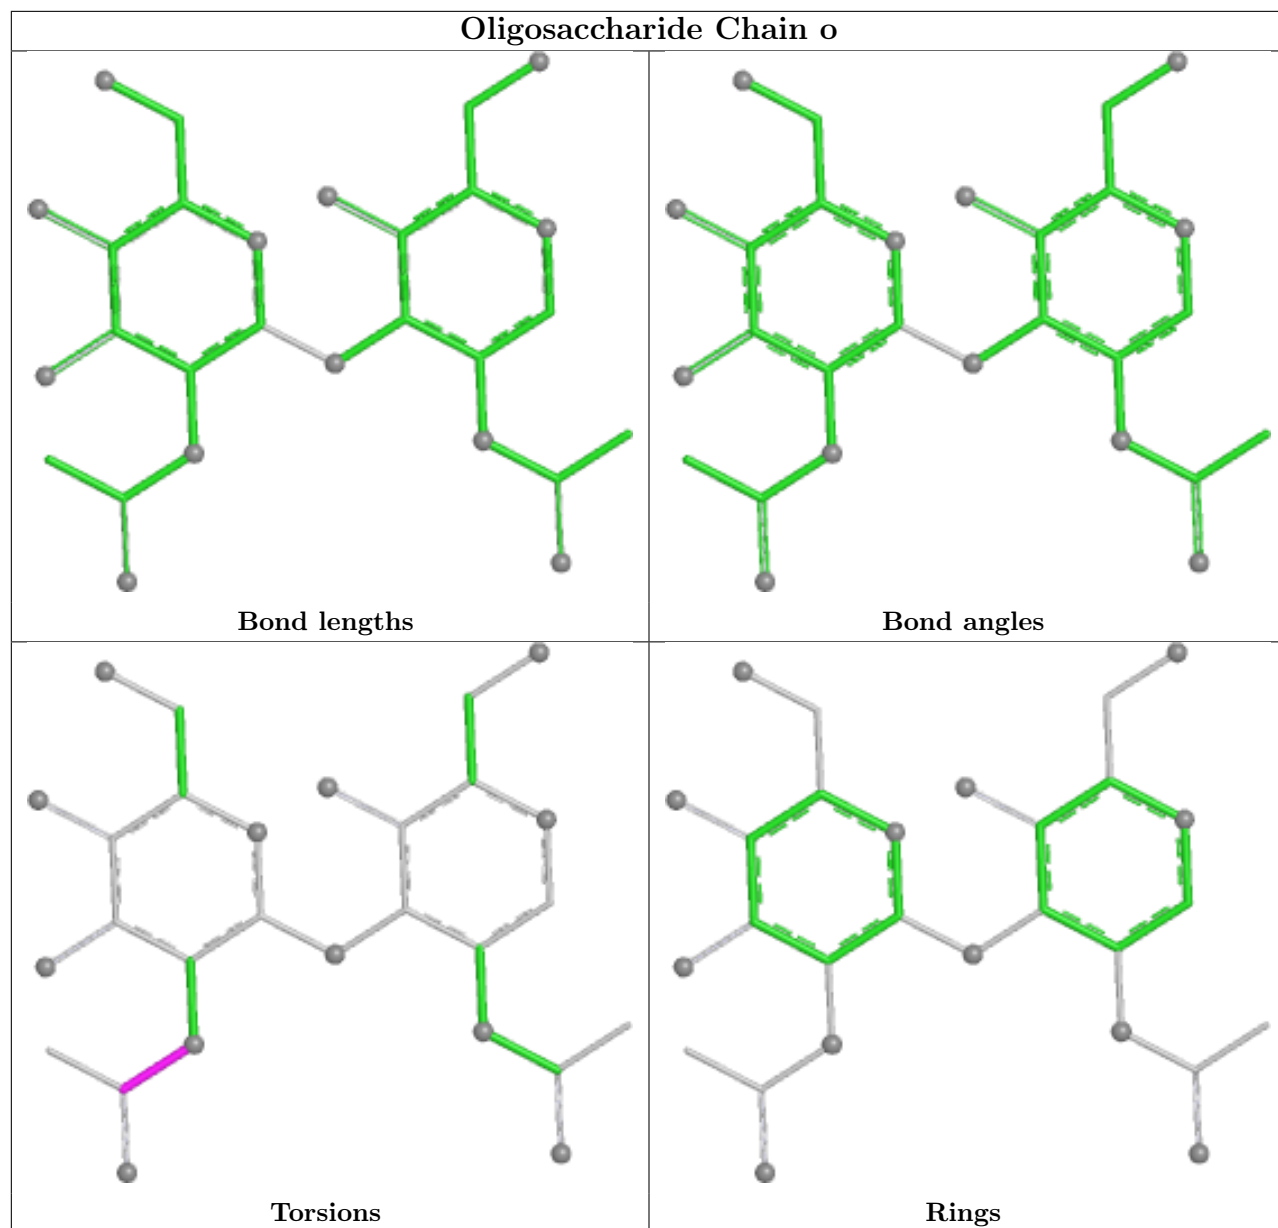 Oligosaccharide Chain o
Bond lengths
Bond angles
Torsions
Rings